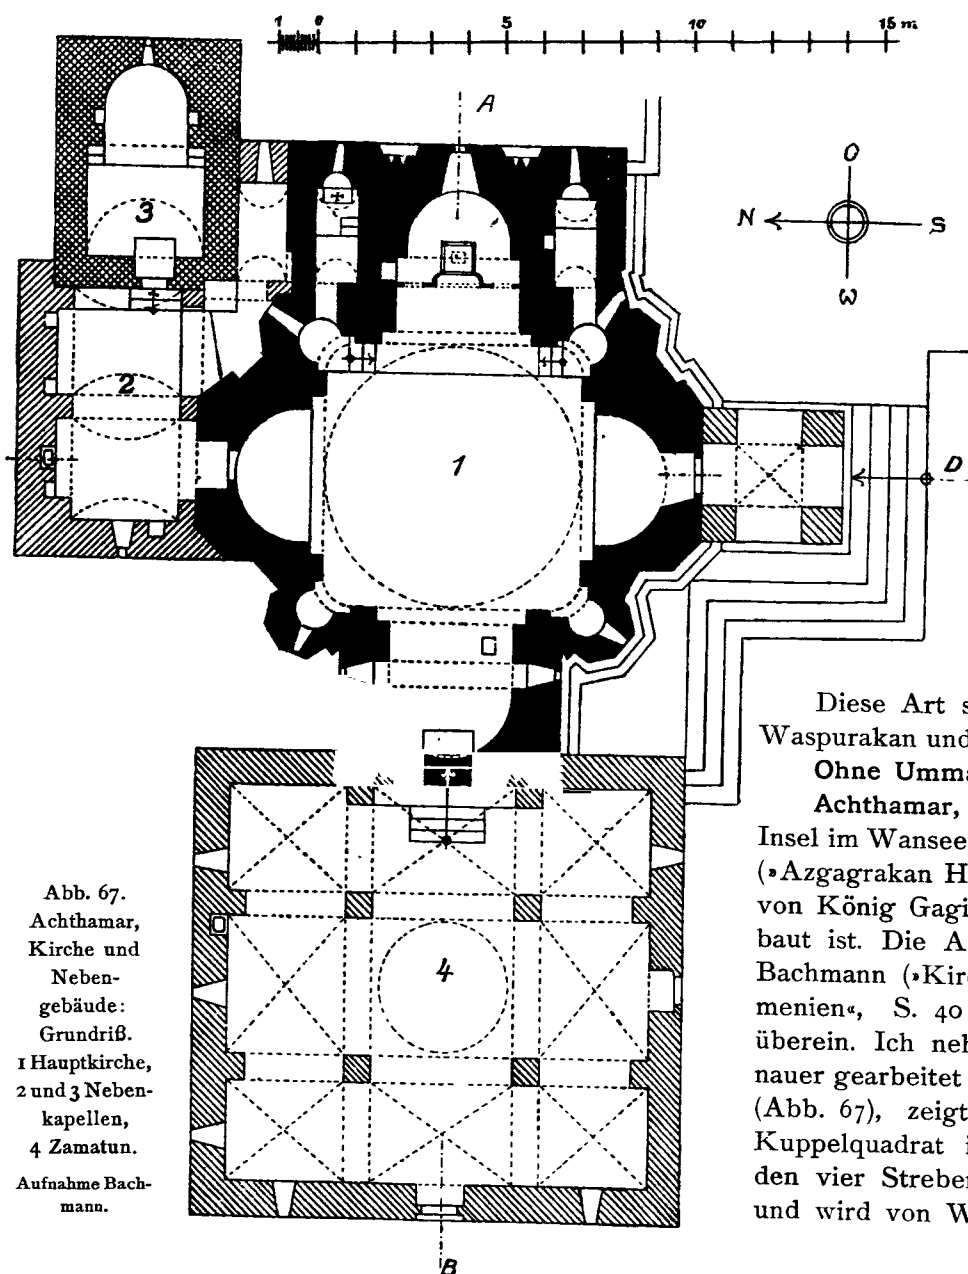 1 0 5 10 15 m
A
O
N S
W
3
2
1
D
4
B
Abb. 67.
Achthamar,
Kirche und
Neben-
gebäude:
Grundriß.
1 Hauptkirche,
2 und 3 Neben-
kapellen,
4 Zamatun.
Aufnahme Bach-
mann.
Diese Art s
Waspurakan und
Ohne Umma
Achthamar,
Insel im Wansee
(»Azgagrakan H
von König Gagi
baut ist. Die A
Bachmann (»Kir
menien«, S. 40
überein. Ich neh
nauer gearbeitet
(Abb. 67), zeigt
Kuppelquadrat i
den vier Streber
und wird von W